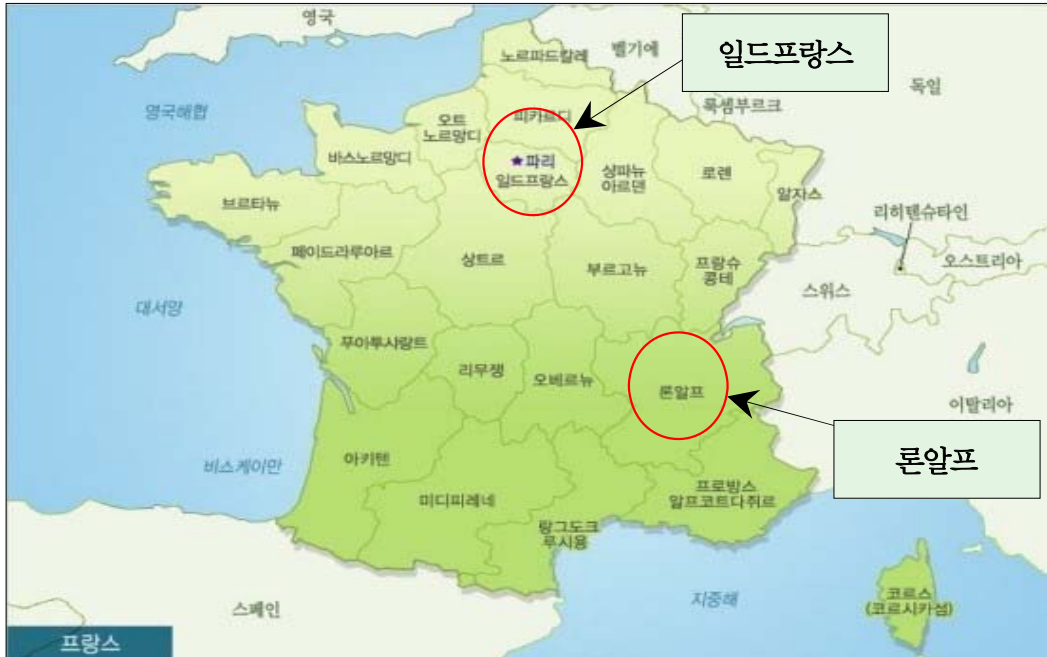 영국
벨기에
일드프랑스
노르파드칼레
독일
룩셈부르크
영국해협
피카르디
오트
노르망디
바스노르망디
★파리
일드프랑스
샹파뉴
아르덴
로렌
알자스
브르타뉴
리히텐슈타인
페이드라루아르
상트르
부르고뉴
프랑슈
콩테
오스트리아
스위스
대서양
푸아투샤랑트
리무쟁
오베르뉴
론알프
이탈리아
론알프
비스케이만
아키텐
미디피레네
프로방스
알프코트다쥐르
랑그도크
루시용
스페인
지중해
코르스
(코르시카섬)
프랑스